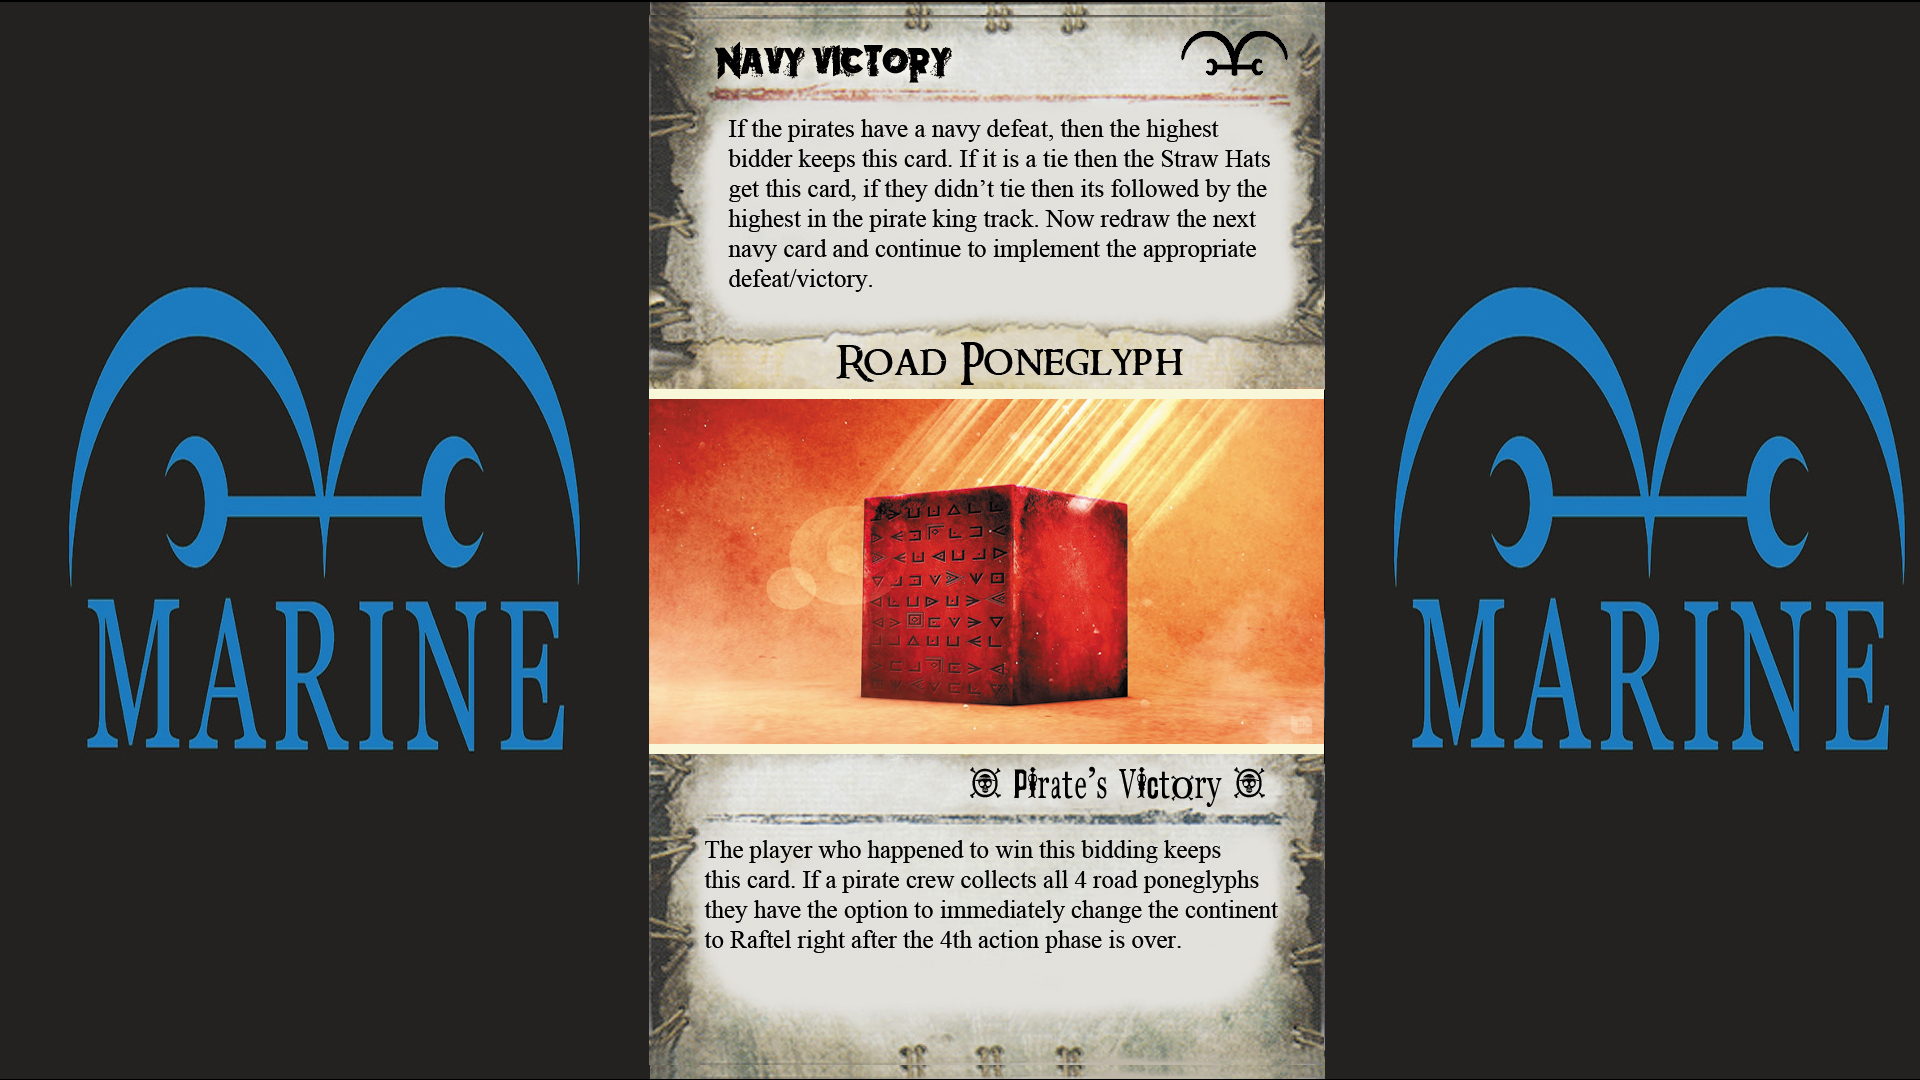 NAVY VICTORY
If the pirates have a navy defeat, then the highest
bidder keeps this card. If it is a tie then the Straw Hats
get this card, if they didn’t tie then its followed by the
highest in the pirate king track. Now redraw the next
navy card and continue to implement the appropriate
defeat/victory.
ROAD PONEGLYPH
MARINE
MARINE
Pirate’s Victory
The player who happened to win this bidding keeps
this card. If a pirate crew collects all 4 road poneglyphs
they have the option to immediately change the continent
to Raftel right after the 4th action phase is over.